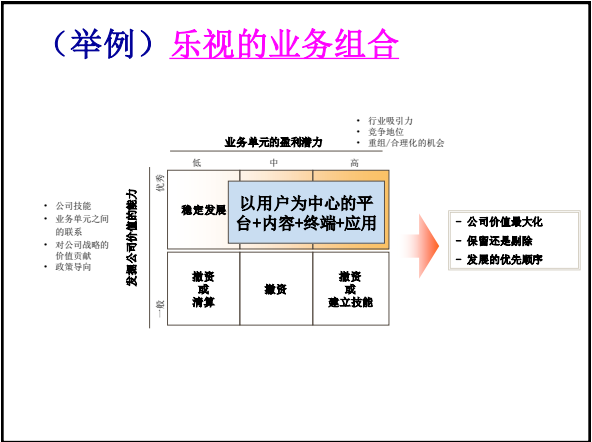 （举例）乐视的业务组合
• 行业吸引力
• 竞争地位
• 重组/合理化的机会
业务单元的盈利潜力
低 中 高
发掘公司价值的能力
优秀
一般
• 公司技能
• 业务单元之间
的联系
• 对公司战略的
价值贡献
• 政策导向
稳定发展
以用户为中心的平
台+内容+终端+应用
撤资
或
清算
撤资
撤资
或
建立技能
- 公司价值最大化
- 保留还是剔除
- 发展的优先顺序